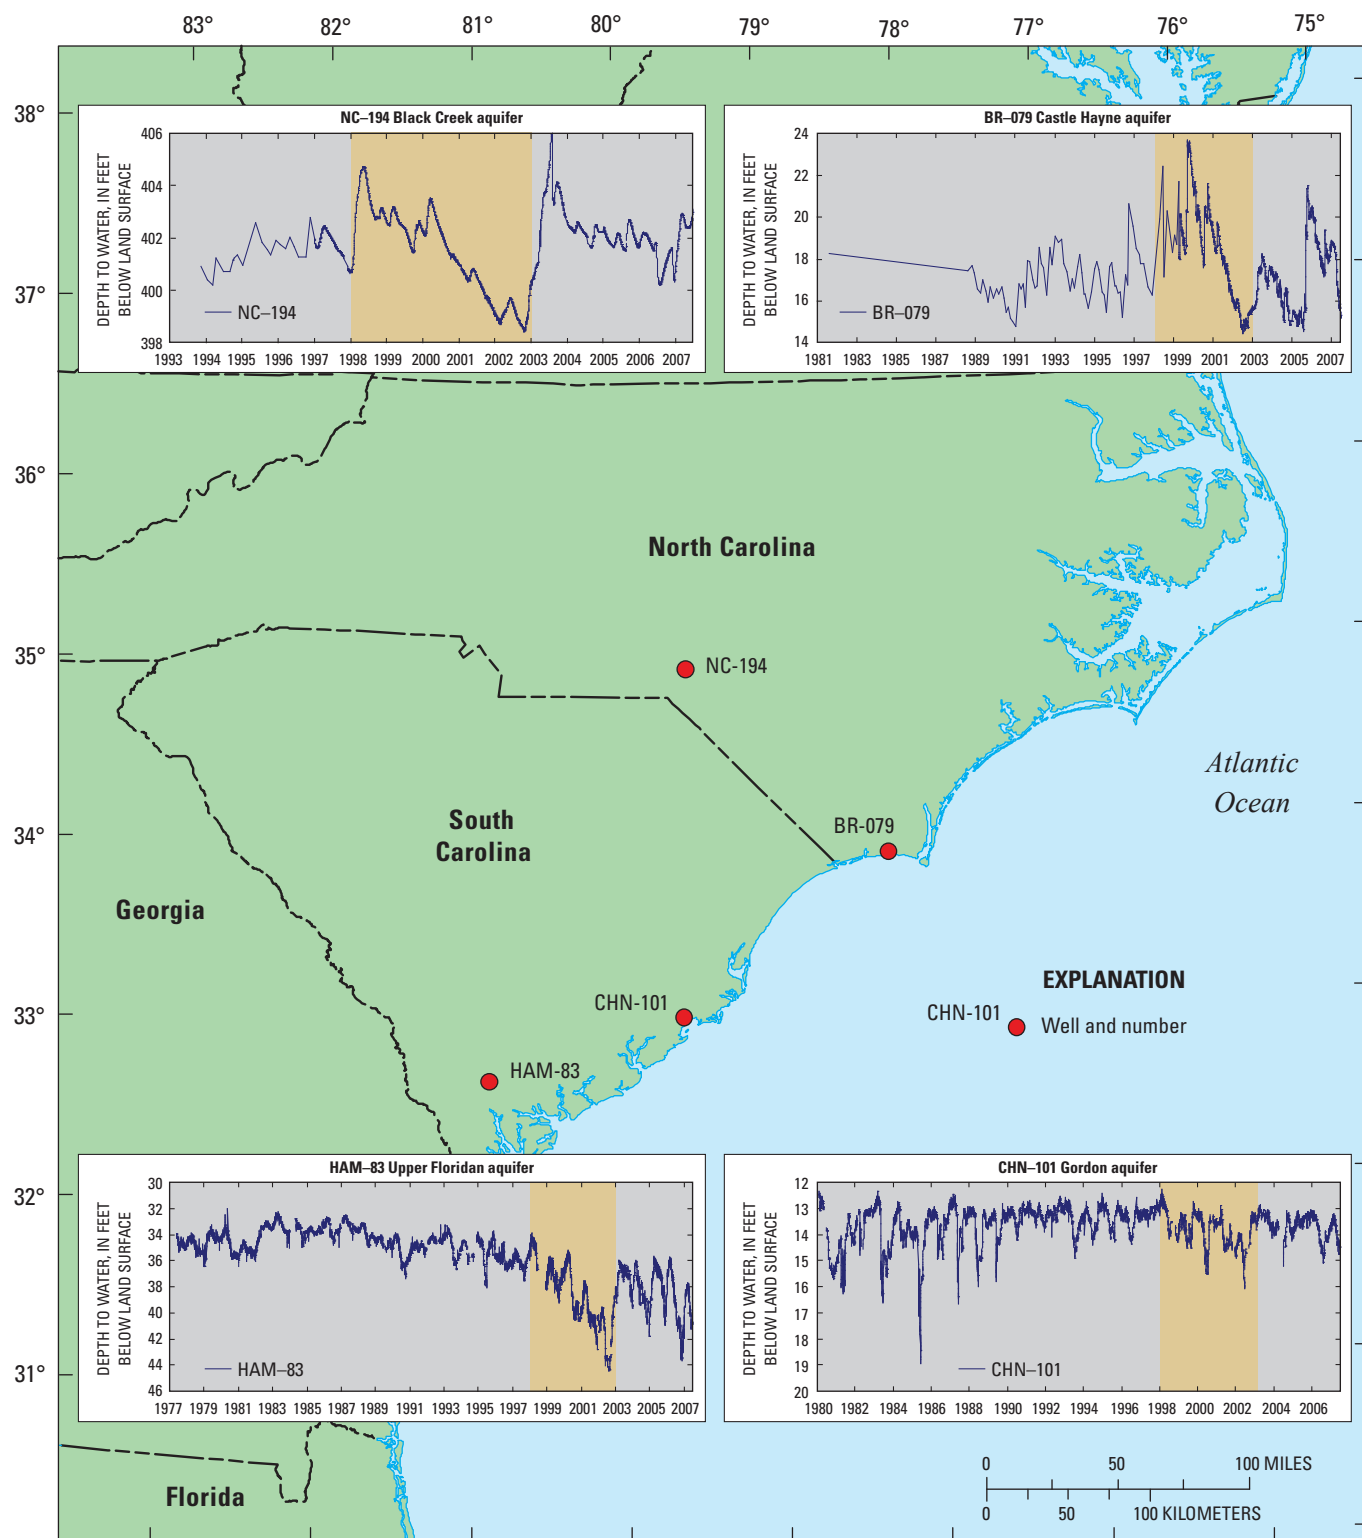 83° 82° 81° 80° 79° 78° 77° 76° 75°
38°
37°
36°
35°
34°
33°
32°
31°
NC–194 Black Creek aquifer
DEPTH TO WATER, IN FEET
BELOW LAND SURFACE
406
404
402
400
398
NC–194
1993 1994 1995 1996 1997 1998 1999 2000 2001 2002 2003 2004 2005 2006 2007
BR–079 Castle Hayne aquifer
DEPTH TO WATER, IN FEET
BELOW LAND SURFACE
24
22
20
18
16
14
BR–079
1981 1983 1985 1987 1989 1991 1993 1995 1997 1999 2001 2003 2005 2007
North Carolina
NC-194
Atlantic
Ocean
South
Carolina
BR-079
Georgia
EXPLANATION
CHN-101
CHN-101
Well and number
HAM-83
HAM–83 Upper Floridan aquifer
DEPTH TO WATER, IN FEET
BELOW LAND SURFACE
30
32
34
36
38
40
42
44
46
HAM–83
1977 1979 1981 1983 1985 1987 1989 1991 1993 1995 1997 1999 2001 2003 2005 2007
CHN–101 Gordon aquifer
DEPTH TO WATER, IN FEET
BELOW LAND SURFACE
12
13
14
15
16
17
18
19
20
CHN–101
1980 1982 1984 1986 1988 1990 1992 1994 1996 1998 2000 2002 2004 2006
Florida
0 50 100 MILES
0 50 100 KILOMETERS